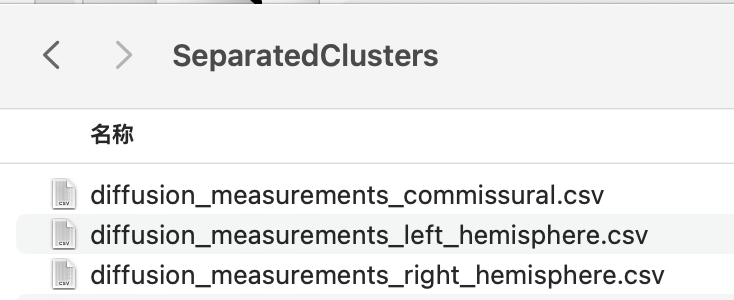 SeparatedClusters
名称
diffusion_measurements_commissural.csv
diffusion_measurements_left_hemisphere.csv
diffusion_measurements_right_hemisphere.csv